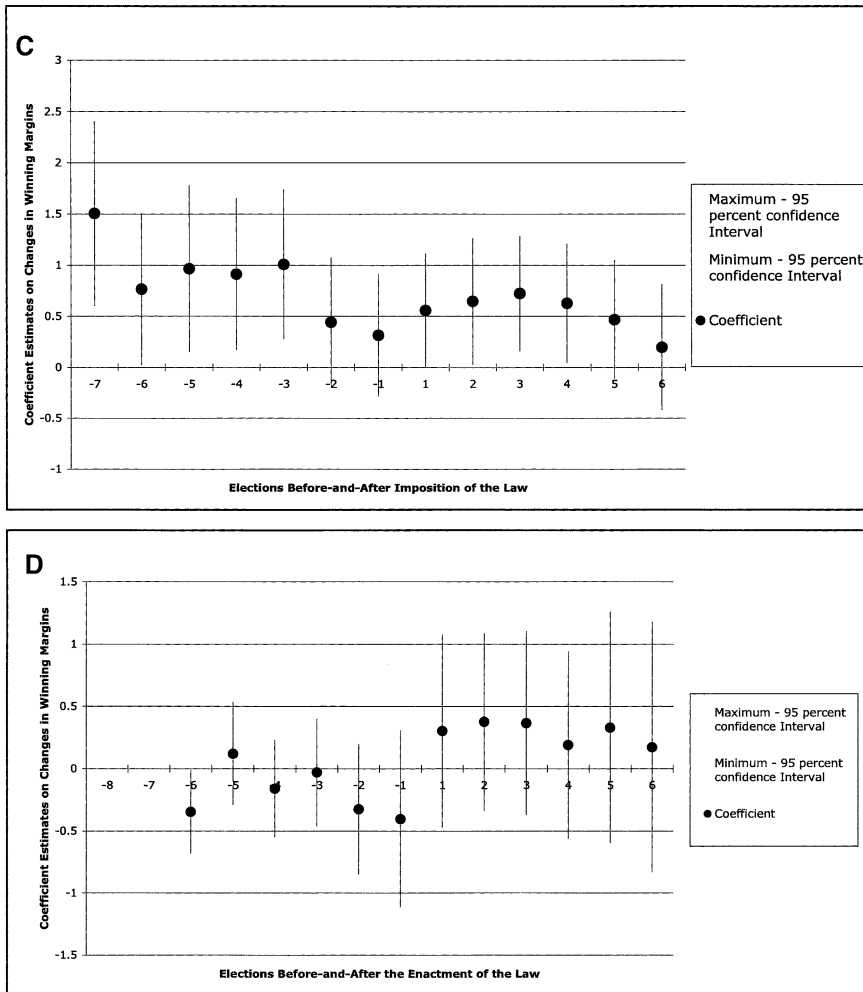 C
3
2.5
2
1.5
1
0.5
0
-0.5
-1
-7 -6 -5 -4 -3 -2 -1 1 2 3 4 5 6
Coefficient Estimates on Changes in Winning Margins
Elections Before-and-After Imposition of the Law
Maximum - 95
percent confidence
Interval
Minimum - 95 percent
confidence Interval
Coefficient
D
1.5
1
0.5
0
-0.5
-1
-1.5
-8 -7 -6 -5 -4 -3 -2 -1 1 2 3 4 5 6
Coefficient Estimates on Changes in Winning Margins
Elections Before-and-After the Enactment of the Law
Maximum - 95 percent
confidence Interval
Minimum - 95 percent
confidence Interval
Coefficient